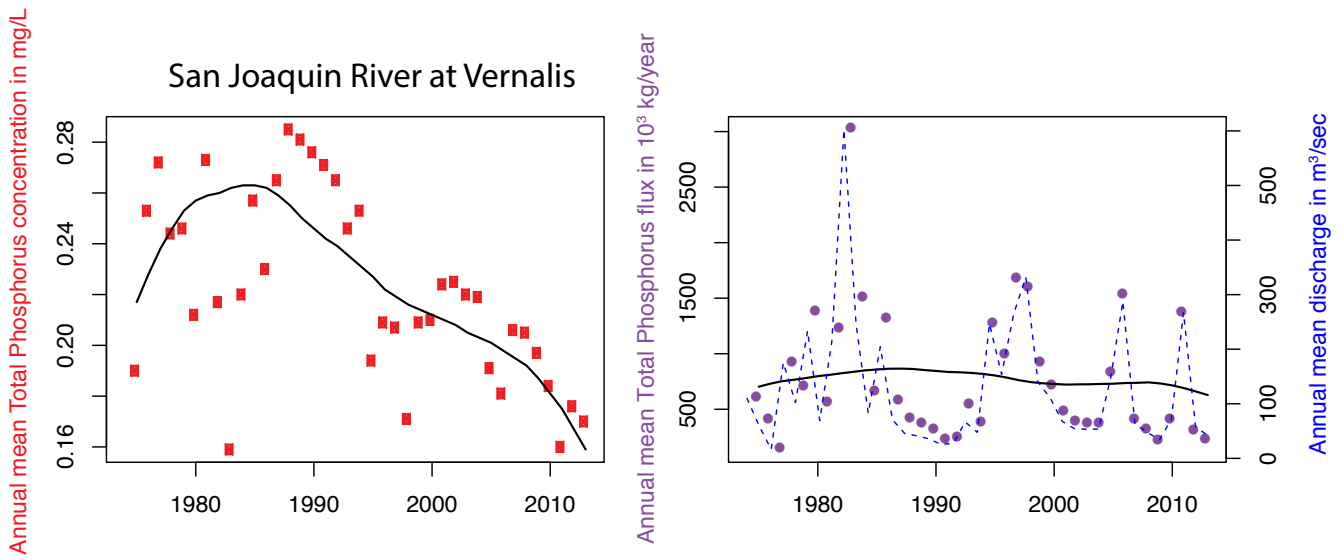 San Joaquin River at Vernalis
Annual mean Total Phosphorus concentration in mg/L
0.28
0.24
0.20
0.16
1980 1990 2000 2010
Annual mean Total Phosphorus flux in 10³ kg/year
2500
1500
500
1980 1990 2000 2010
500
300
100
0
Annual mean discharge in m³/sec